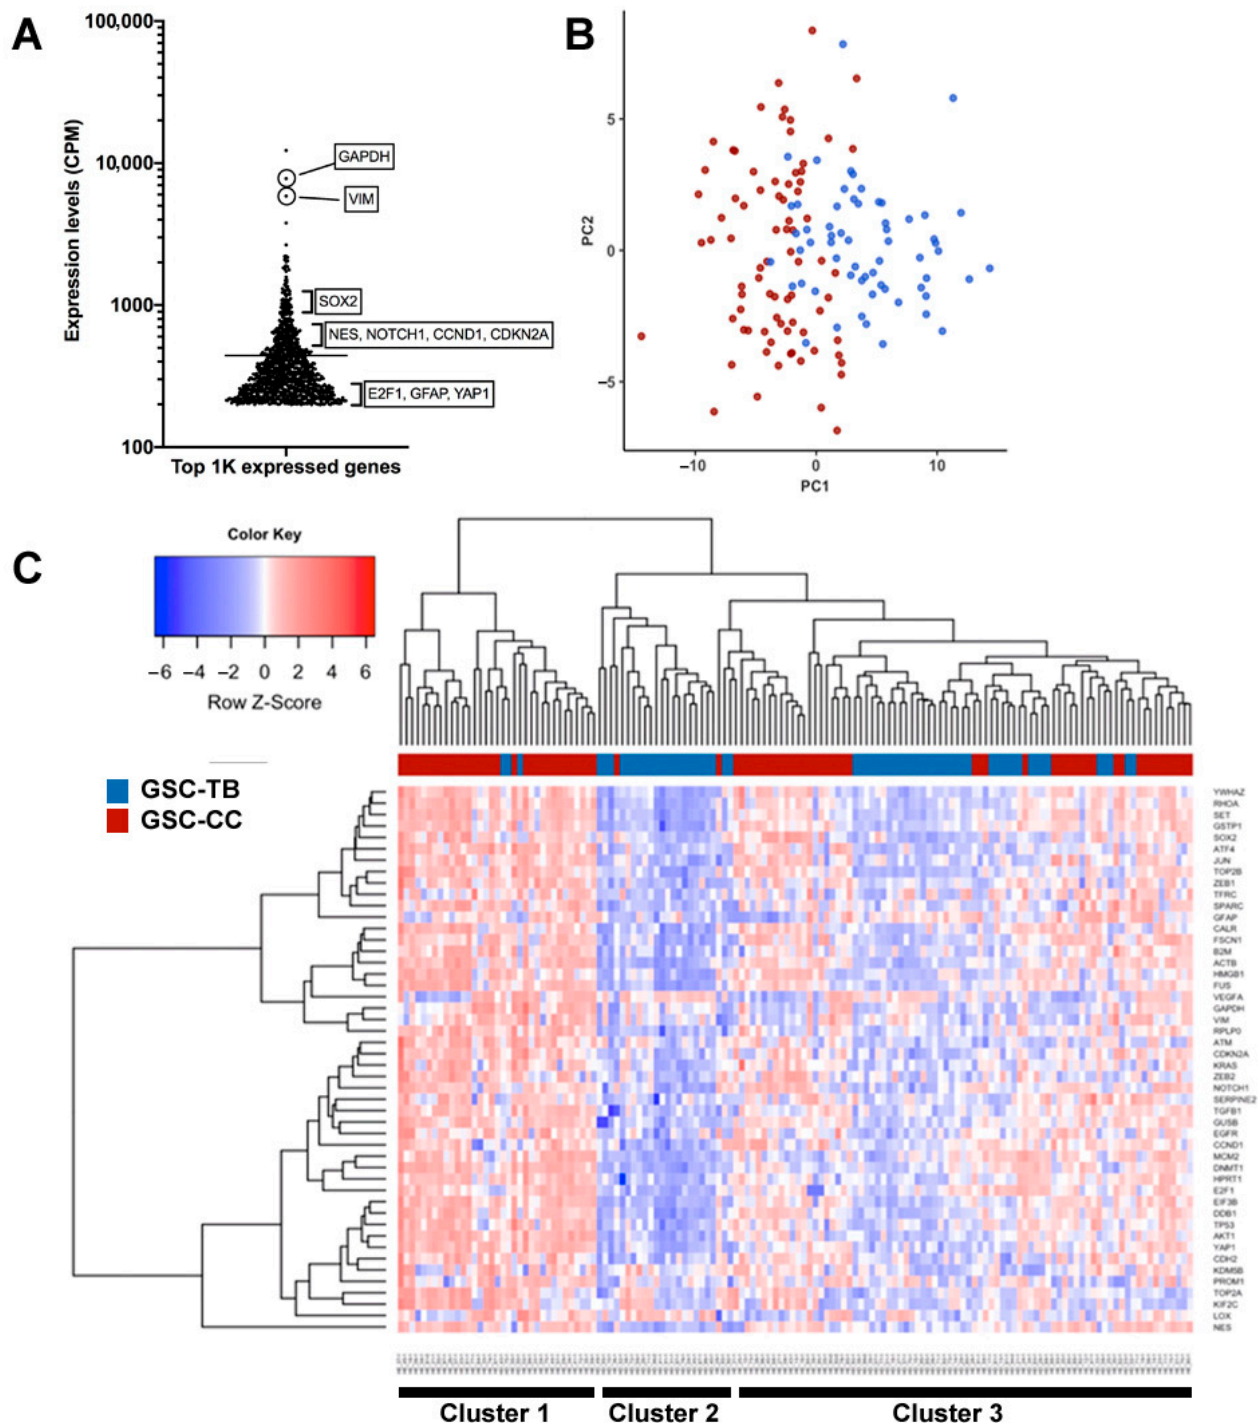 A
100,000
10,000
1000
100
Expression levels (CPM)
GAPDH
VIM
SOX2
NES, NOTCH1, CCND1, CDKN2A
E2F1, GFAP, YAP1
Top 1K expressed genes
B
5
0
−5
PC2
−10 0 10
PC1
C
Color Key
−6 −4 −2 0 2 4 6
Row Z-Score
GSC-TB
GSC-CC
YWHAZ
RHOA
SET
GSTP1
SOX2
ATF4
JUN
TOP2B
ZEB1
TFRC
SPARC
GFAP
CALR
FSCN1
B2M
ACTB
HMGB1
FUS
VEGFA
GAPDH
VIM
RPLP0
ATM
CDKN2A
KRAS
ZEB2
NOTCH1
SERPINE2
TGFB1
GUSB
EGFR
CCND1
MCM2
DNMT1
HPRT1
E2F1
EIF3B
DDB1
TP53
AKT1
YAP1
CDH2
KDM5B
PROM1
TOP2A
KIF2C
LOX
NES
Cluster 1 Cluster 2 Cluster 3